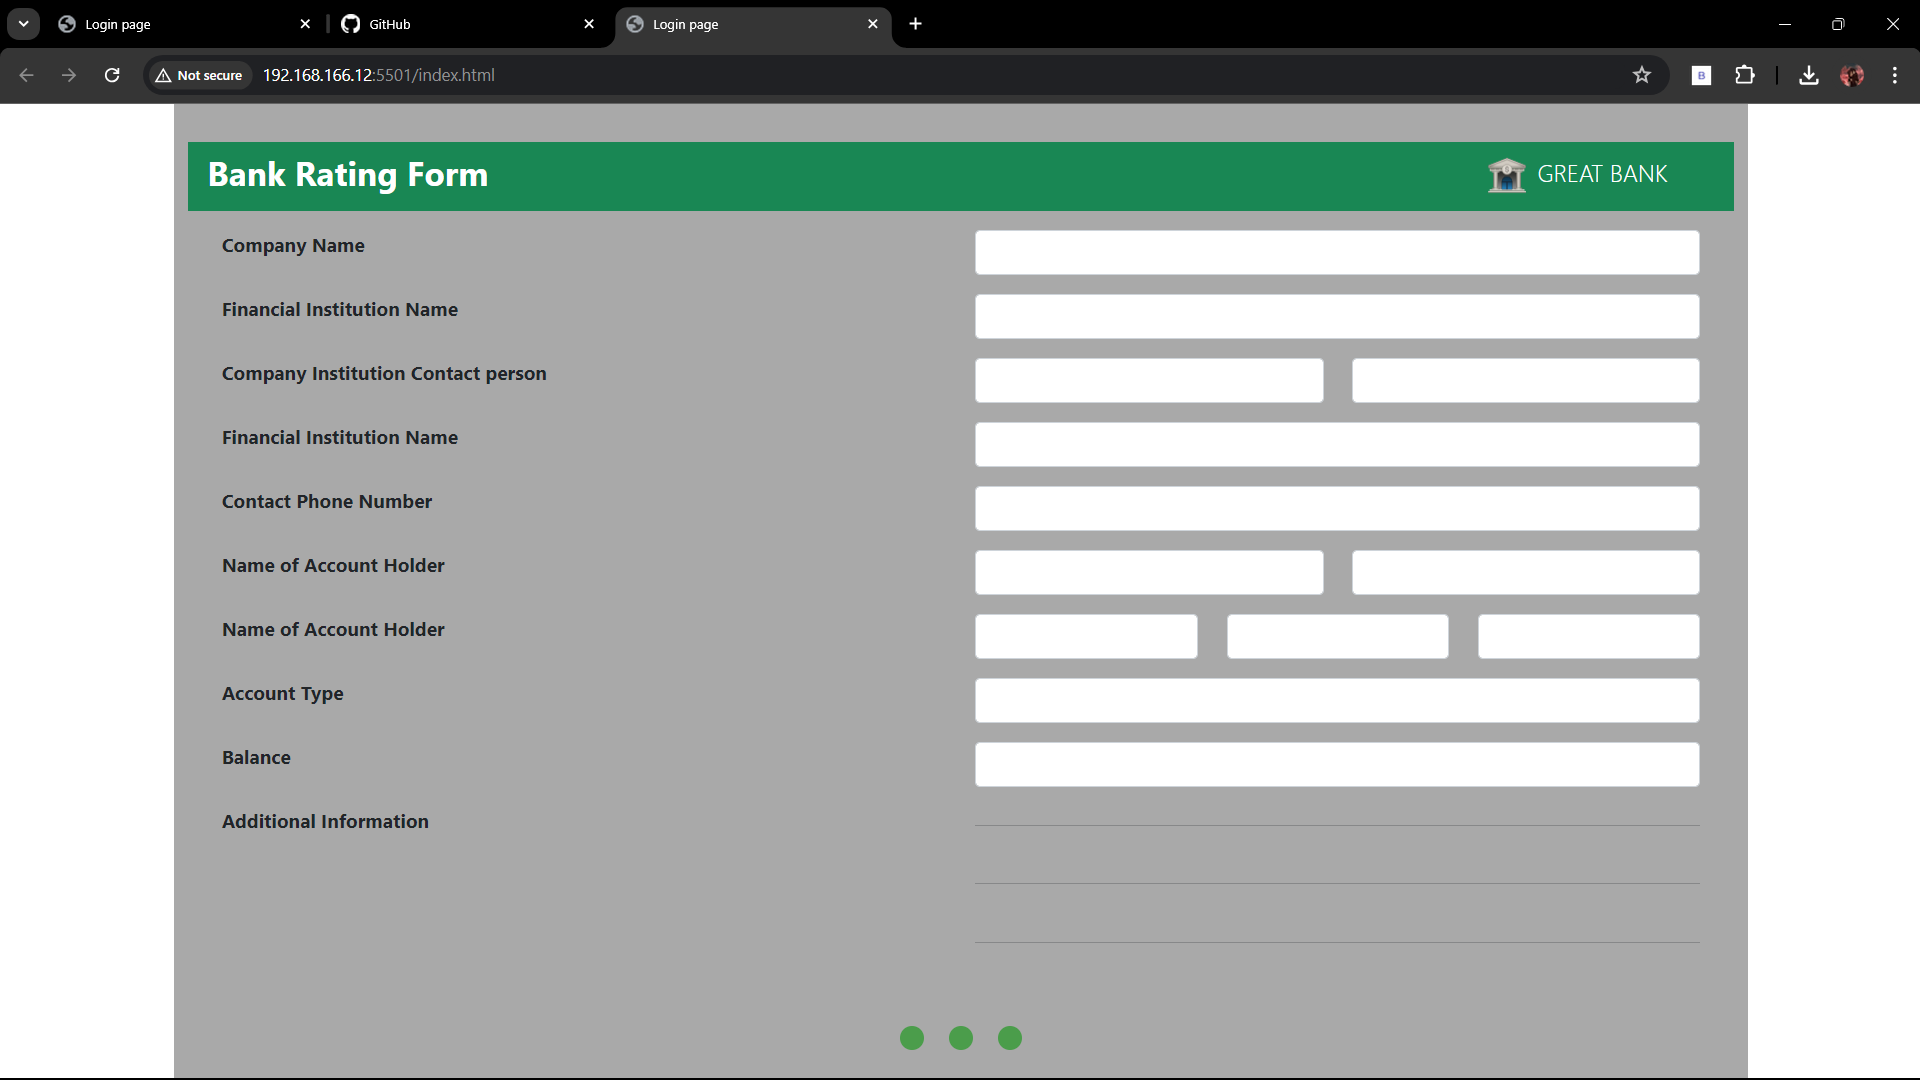 Login page
GitHub
Login page
Not secure
192.168.166.12:5501/index.html
B
Bank Rating Form
GREAT BANK
Company Name
Financial Institution Name
Company Institution Contact person
Financial Institution Name
Contact Phone Number
Name of Account Holder
Name of Account Holder
Account Type
Balance
Additional Information